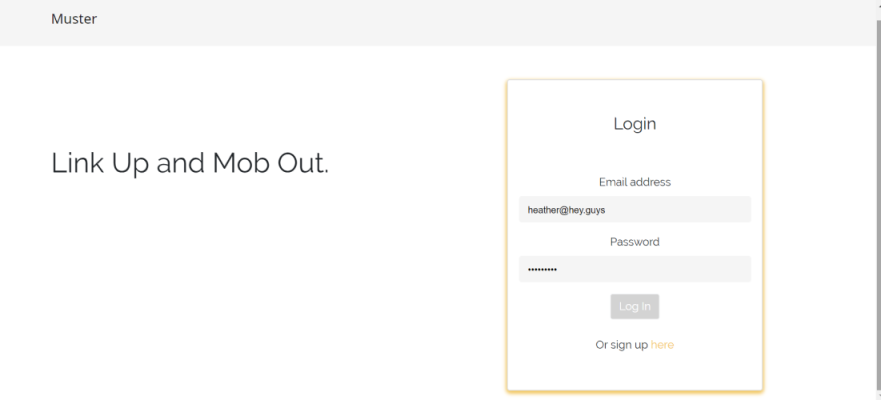 Muster
Link Up and Mob Out.
Login
Email address
heather@hey.guys
Password
•••••••••
Log In
Or sign up here